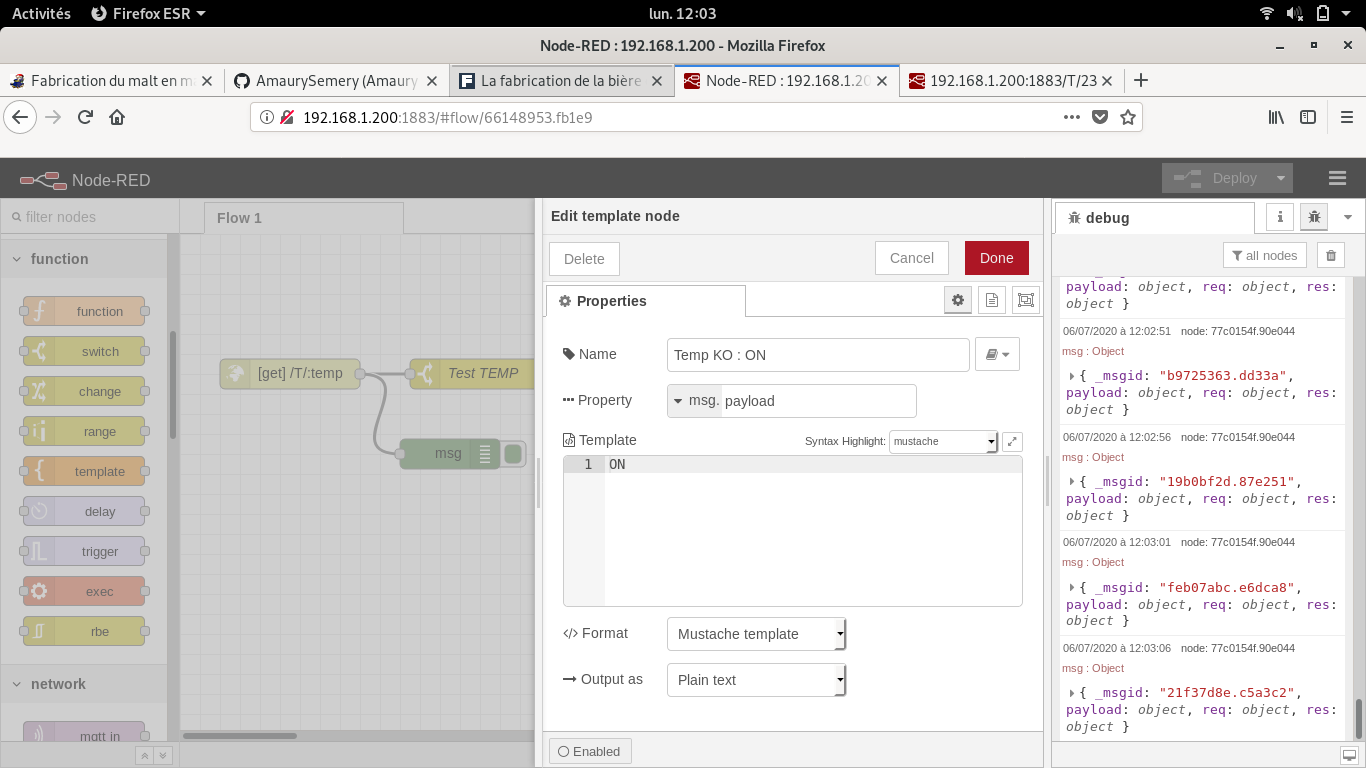 Activités
Firefox ESR
lun. 12:03
Node-RED : 192.168.1.200 - Mozilla Firefox
Fabrication du malt en m
AmaurySemery (Amaury
La fabrication de la bière
Node-RED : 192.168.1.20
192.168.1.200:1883/T/23
192.168.1.200:1883/#flow/66148953.fb1e9
Node-RED
Deploy
filter nodes
function
function
switch
change
range
template
delay
trigger
exec
rbe
network
mqtt in
Flow 1
[get] /T/:temp
Test TEMP
msg
Edit template node
Delete
Cancel
Done
Properties
Name
Temp KO : ON
Property
msg. payload
Template
Syntax Highlight:
mustache
1 ON
Format
Mustache template
Output as
Plain text
Enabled
debug
all nodes
payload: object, req: object, res:
object }
06/07/2020 à 12:02:51 node: 77c0154f.90e044
msg : Object
{ _msgid: "b9725363.dd33a",
payload: object, req: object, res:
object }
06/07/2020 à 12:02:56 node: 77c0154f.90e044
msg : Object
{ _msgid: "19b0bf2d.87e251",
payload: object, req: object, res:
object }
06/07/2020 à 12:03:01 node: 77c0154f.90e044
msg : Object
{ _msgid: "feb07abc.e6dca8",
payload: object, req: object, res:
object }
06/07/2020 à 12:03:06 node: 77c0154f.90e044
msg : Object
{ _msgid: "21f37d8e.c5a3c2",
payload: object, req: object, res:
object }